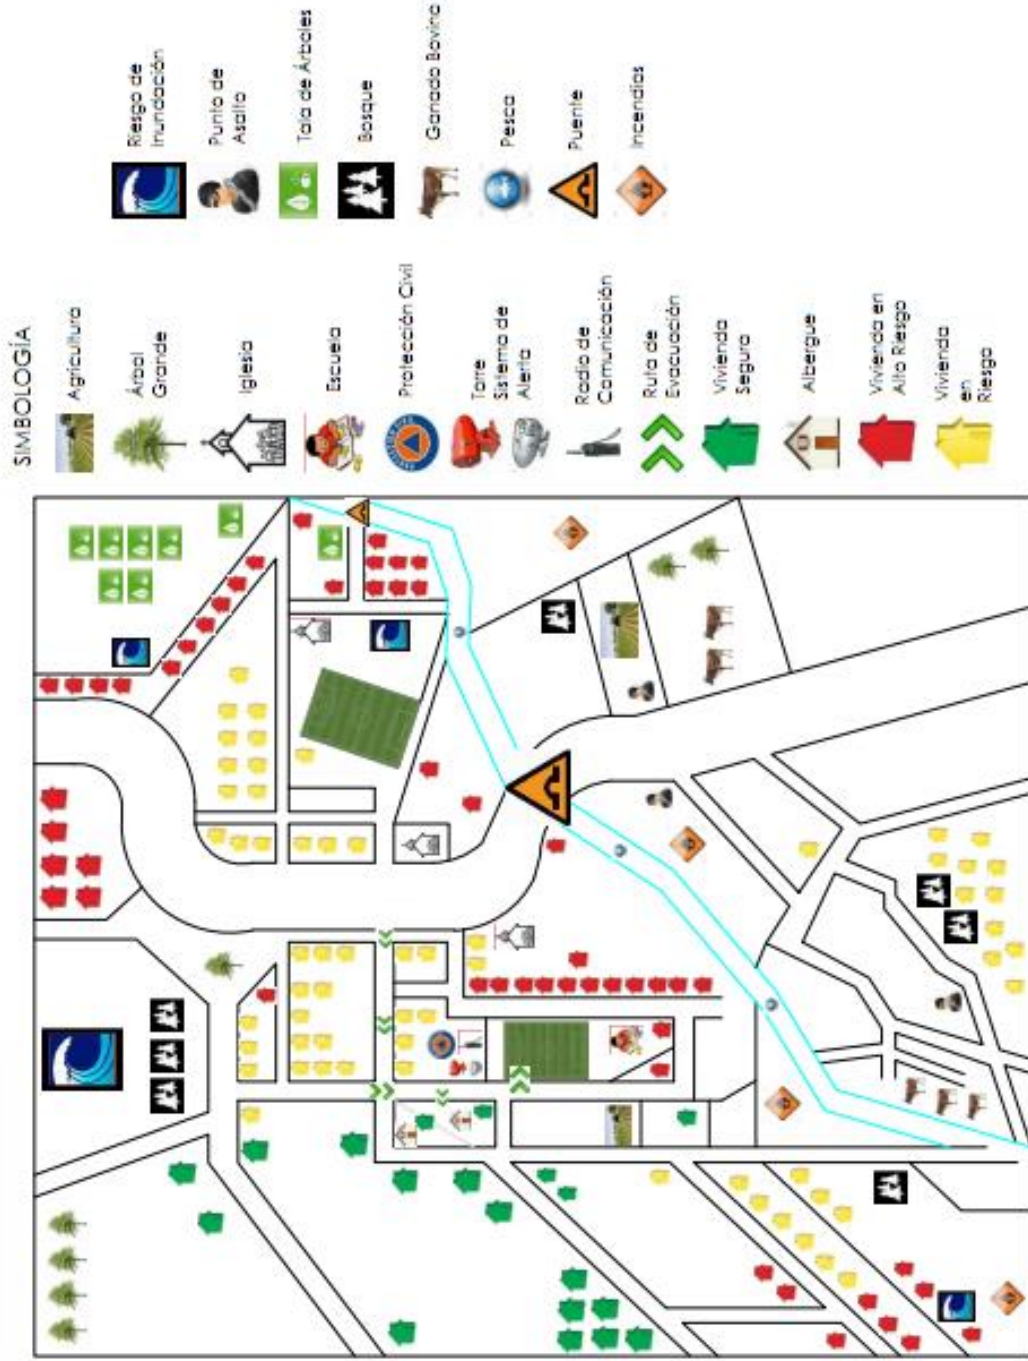 SIMBOLOGÍA
Agricultura
Árbol
Grande
Iglesia
Escuela
Protección Civil
Torre
Sistema de
Alerta
Radio de
Comunicación
Ruta de
Evacuación
Vivienda
Segura
Albergue
Vivienda en
Alto Riesgo
Vivienda
en
Riesgo
Riesgo de
Inundación
Punto de
Asalto
Tala de Árboles
Bosque
Ganado Bovino
Pesca
Puente
Incendios